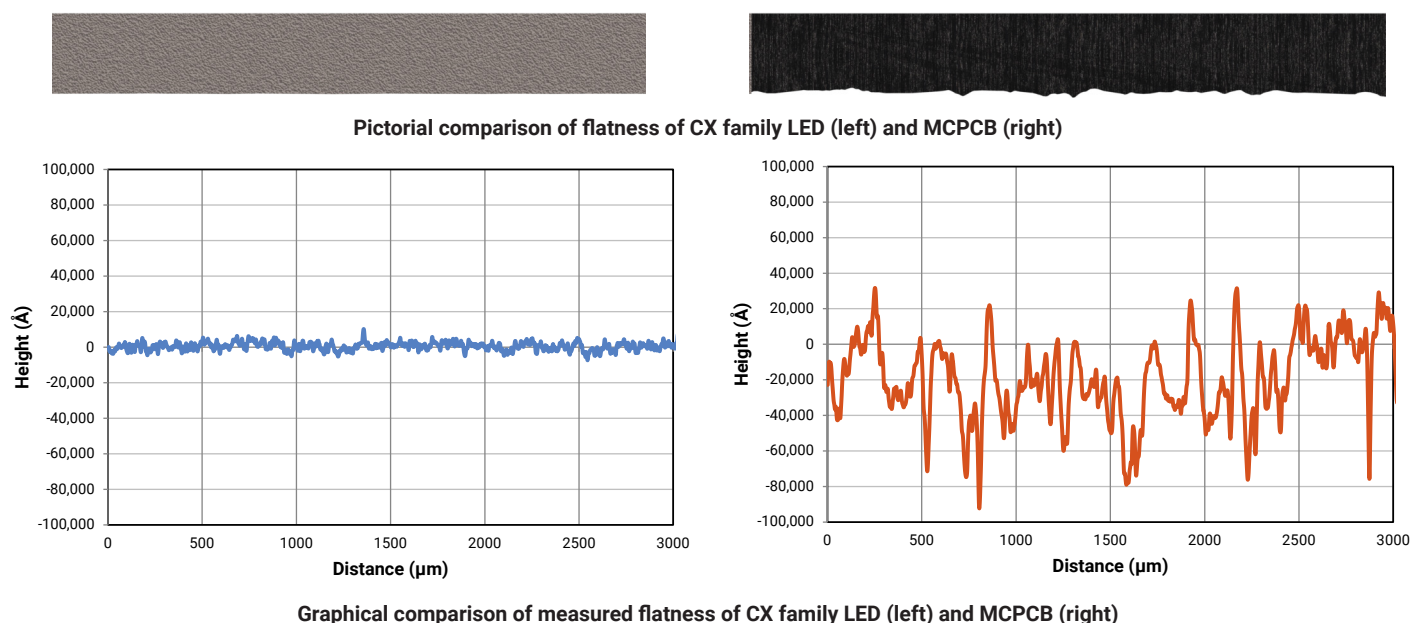 Pictorial comparison of flatness of CX family LED (left) and MCPCB (right)
100,000
80,000
60,000
40,000
20,000
0
-20,000
-40,000
-60,000
-80,000
-100,000
Height (Å)
0 500 1000 1500 2000 2500 3000
Distance (µm)
100,000
80,000
60,000
40,000
20,000
0
-20,000
-40,000
-60,000
-80,000
-100,000
Height (Å)
0 500 1000 1500 2000 2500 3000
Distance (µm)
Graphical comparison of measured flatness of CX family LED (left) and MCPCB (right)